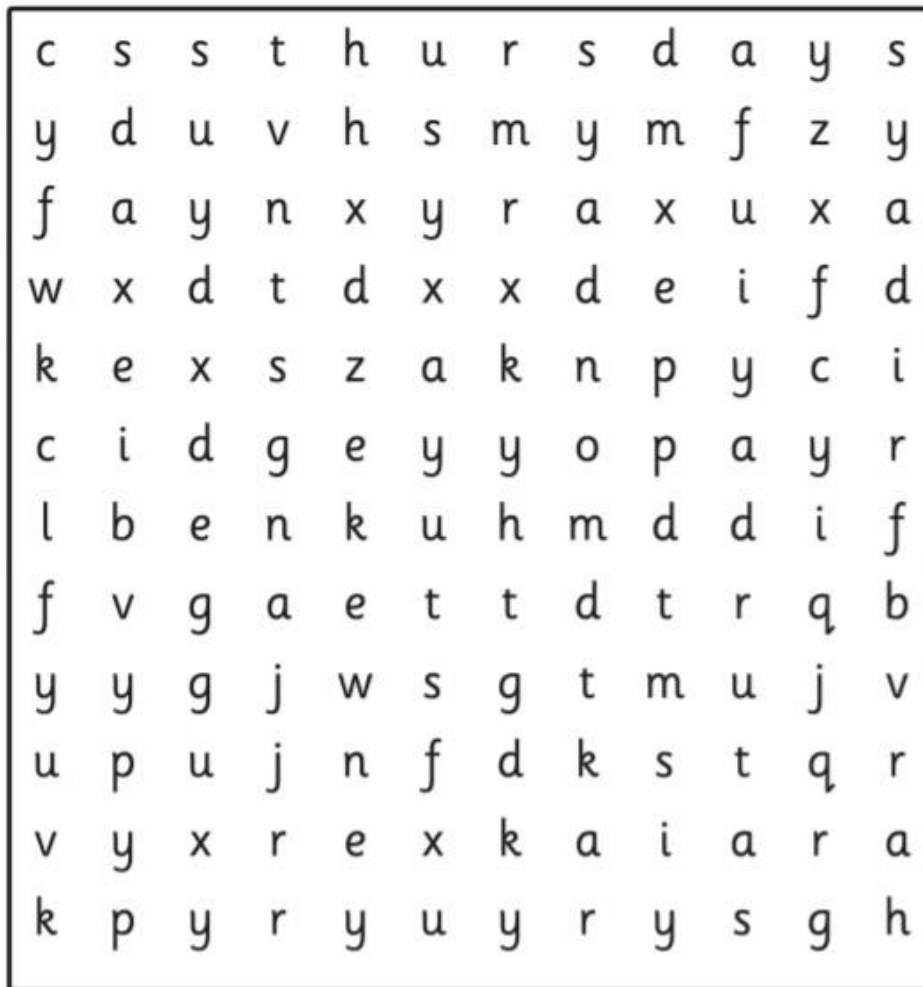 c s s t h u r s d a y s
y d u v h s m y m f z y
f a y n x y r a x u x a
w x d t d x x d e i f d
k e x s z a k n p y c i
c i d g e y y o p a y r
l b e n k u h m d d i f
f v g a e t t d t r q b
y y g j w s g t m u j v
u p u j n f d k s t q r
v y x r e x k a i a r a
k p y r y u y r y s g h